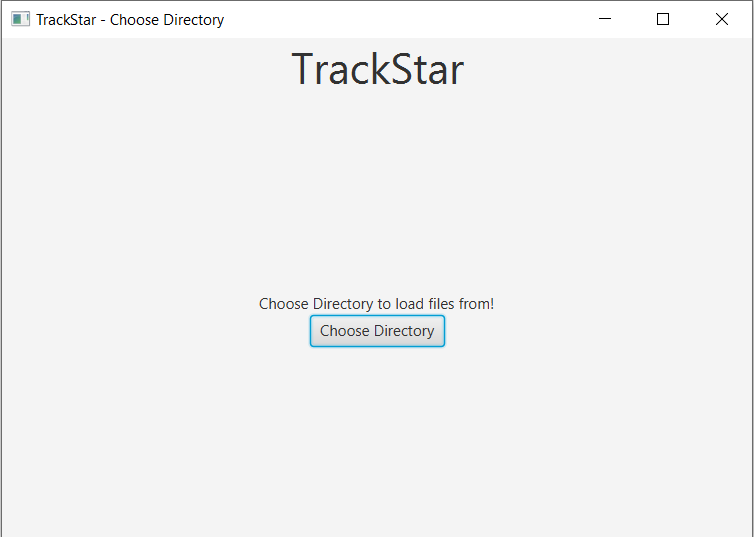 TrackStar - Choose Directory
TrackStar
Choose Directory to load files from!
Choose Directory